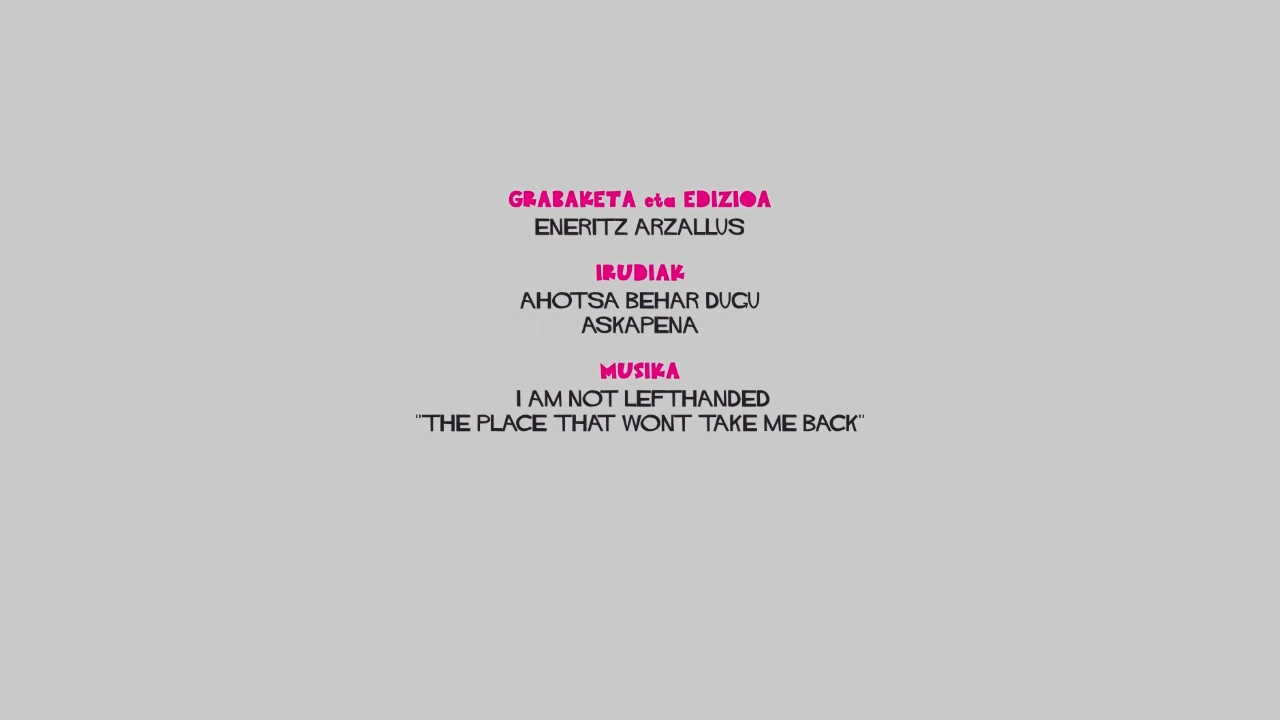 GRABAKETA eta EDIZIOA
ENERITZ ARZALLUS
IRUDIAK
AHOTSA BEHAR DUGU
ASKAPENA
MUSIKA
I AM NOT LEFTHANDED
"THE PLACE THAT WONT TAKE ME BACK"